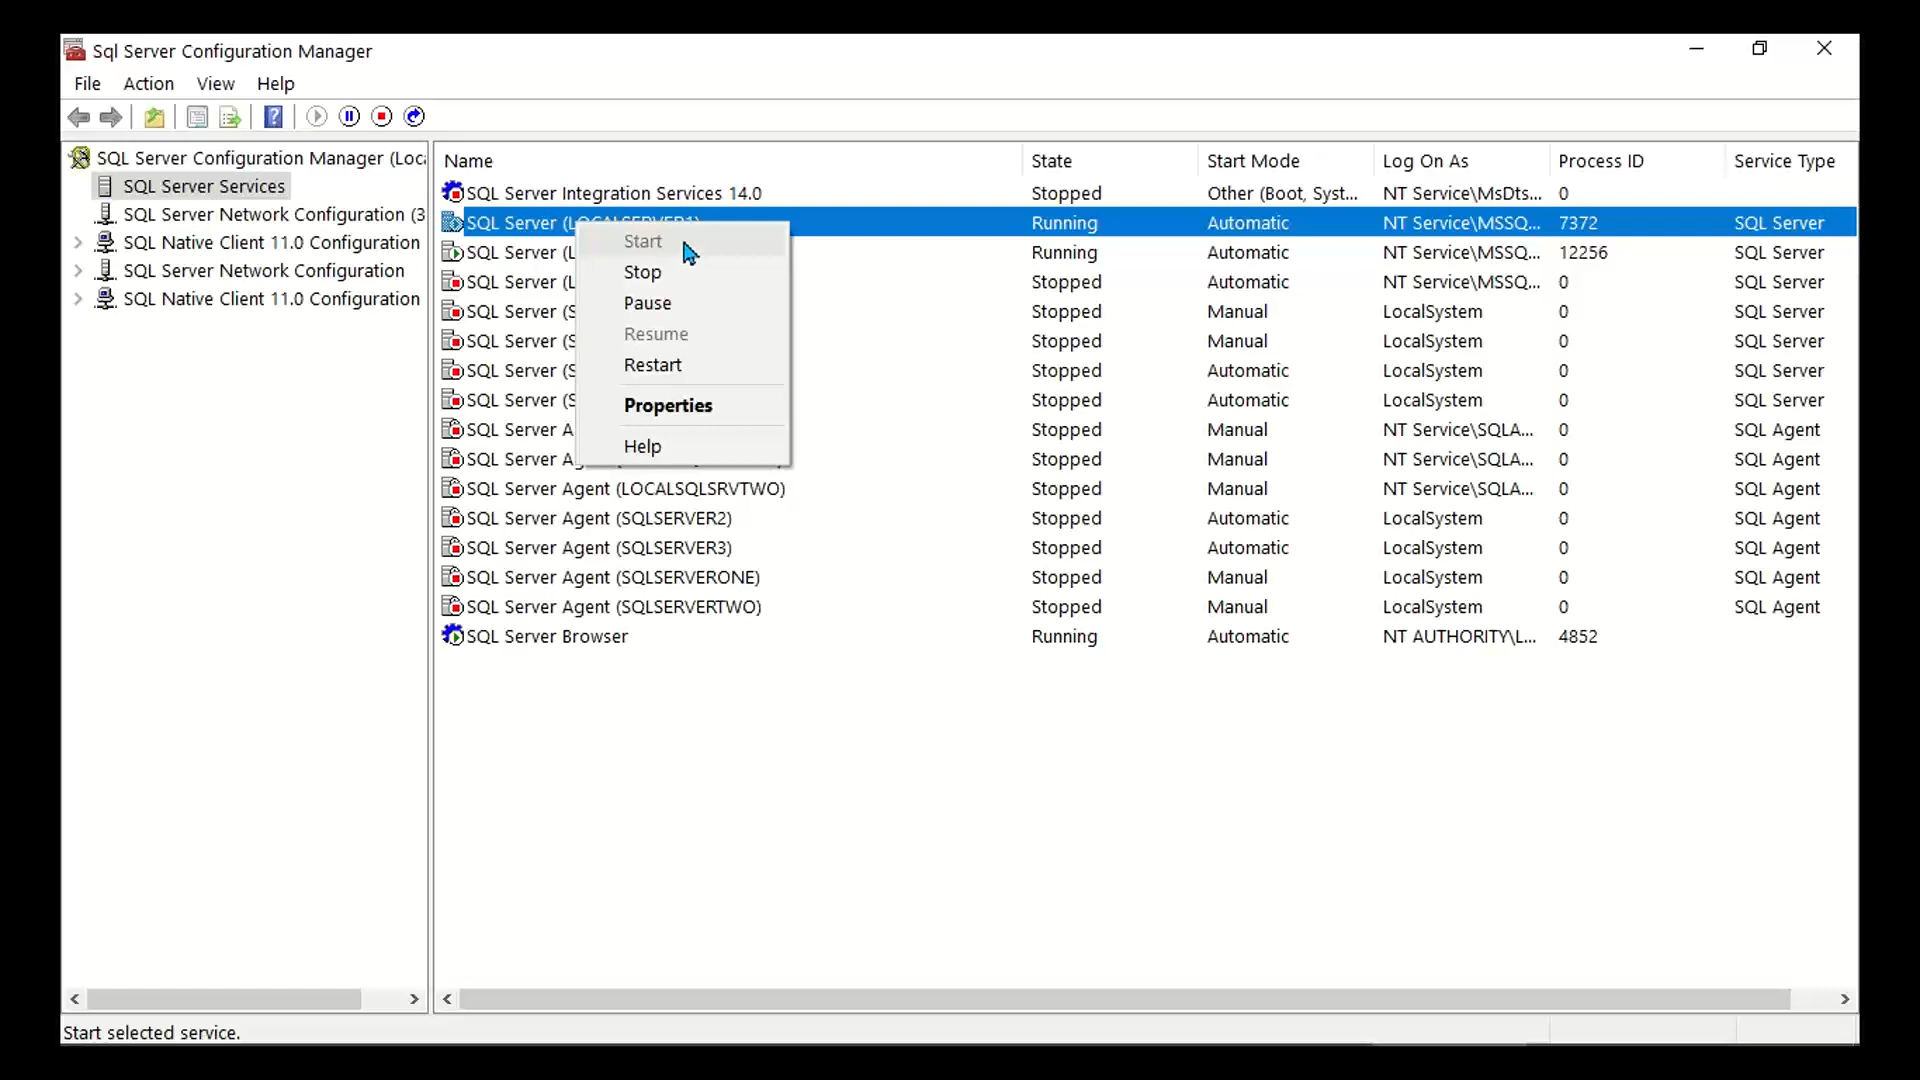 Sql Server Configuration Manager
File Action View Help
SQL Server Configuration Manager (Loca
SQL Server Services
SQL Server Network Configuration (3
SQL Native Client 11.0 Configuration
SQL Server Network Configuration
SQL Native Client 11.0 Configuration
Name State Start Mode Log On As Process ID Service Type
SQL Server Integration Services 14.0 Stopped Other (Boot, Syst... NT Service\MsDts... 0
SQL Server (LOCALSERVER1) Running Automatic NT Service\MSSQ... 7372 SQL Server
SQL Server (L Running Automatic NT Service\MSSQ... 12256 SQL Server
SQL Server (L Stopped Automatic NT Service\MSSQ... 0 SQL Server
SQL Server (S Stopped Manual LocalSystem 0 SQL Server
SQL Server (S Stopped Manual LocalSystem 0 SQL Server
SQL Server (S Stopped Automatic LocalSystem 0 SQL Server
SQL Server (S Stopped Automatic LocalSystem 0 SQL Server
SQL Server A Stopped Manual NT Service\SQLA... 0 SQL Agent
SQL Server Ag Stopped Manual NT Service\SQLA... 0 SQL Agent
SQL Server Agent (LOCALSQLSRVTWO) Stopped Manual NT Service\SQLA... 0 SQL Agent
SQL Server Agent (SQLSERVER2) Stopped Automatic LocalSystem 0 SQL Agent
SQL Server Agent (SQLSERVER3) Stopped Automatic LocalSystem 0 SQL Agent
SQL Server Agent (SQLSERVERONE) Stopped Manual LocalSystem 0 SQL Agent
SQL Server Agent (SQLSERVERTWO) Stopped Manual LocalSystem 0 SQL Agent
SQL Server Browser Running Automatic NT AUTHORITY\L... 4852
Start
Stop
Pause
Resume
Restart
Properties
Help
Start selected service.